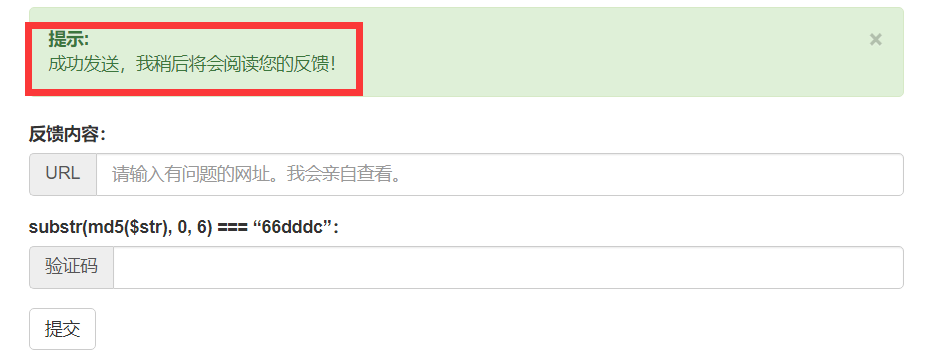 提示:
成功发送，我稍后将会阅读您的反馈！
×
反馈内容:
URL 请输入有问题的网址。我会亲自查看。
substr(md5($str), 0, 6) === “66dddc”:
验证码
提交